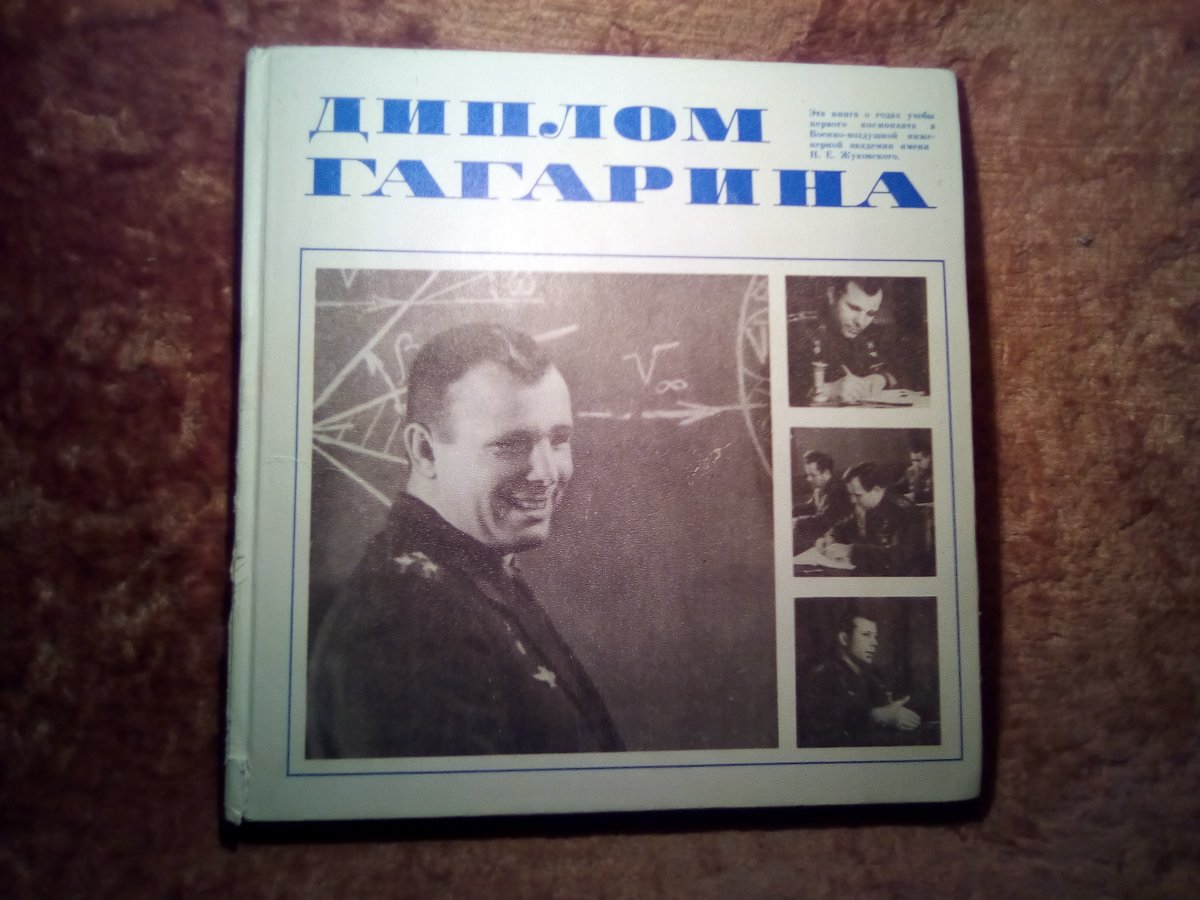 ДИПЛОМ
ГАГАРИНА
Эта книга о годах учебы
первого космонавта в
Военно-воздушной инже-
нерной академии имени
Н. Е. Жуковского.
β
V∞